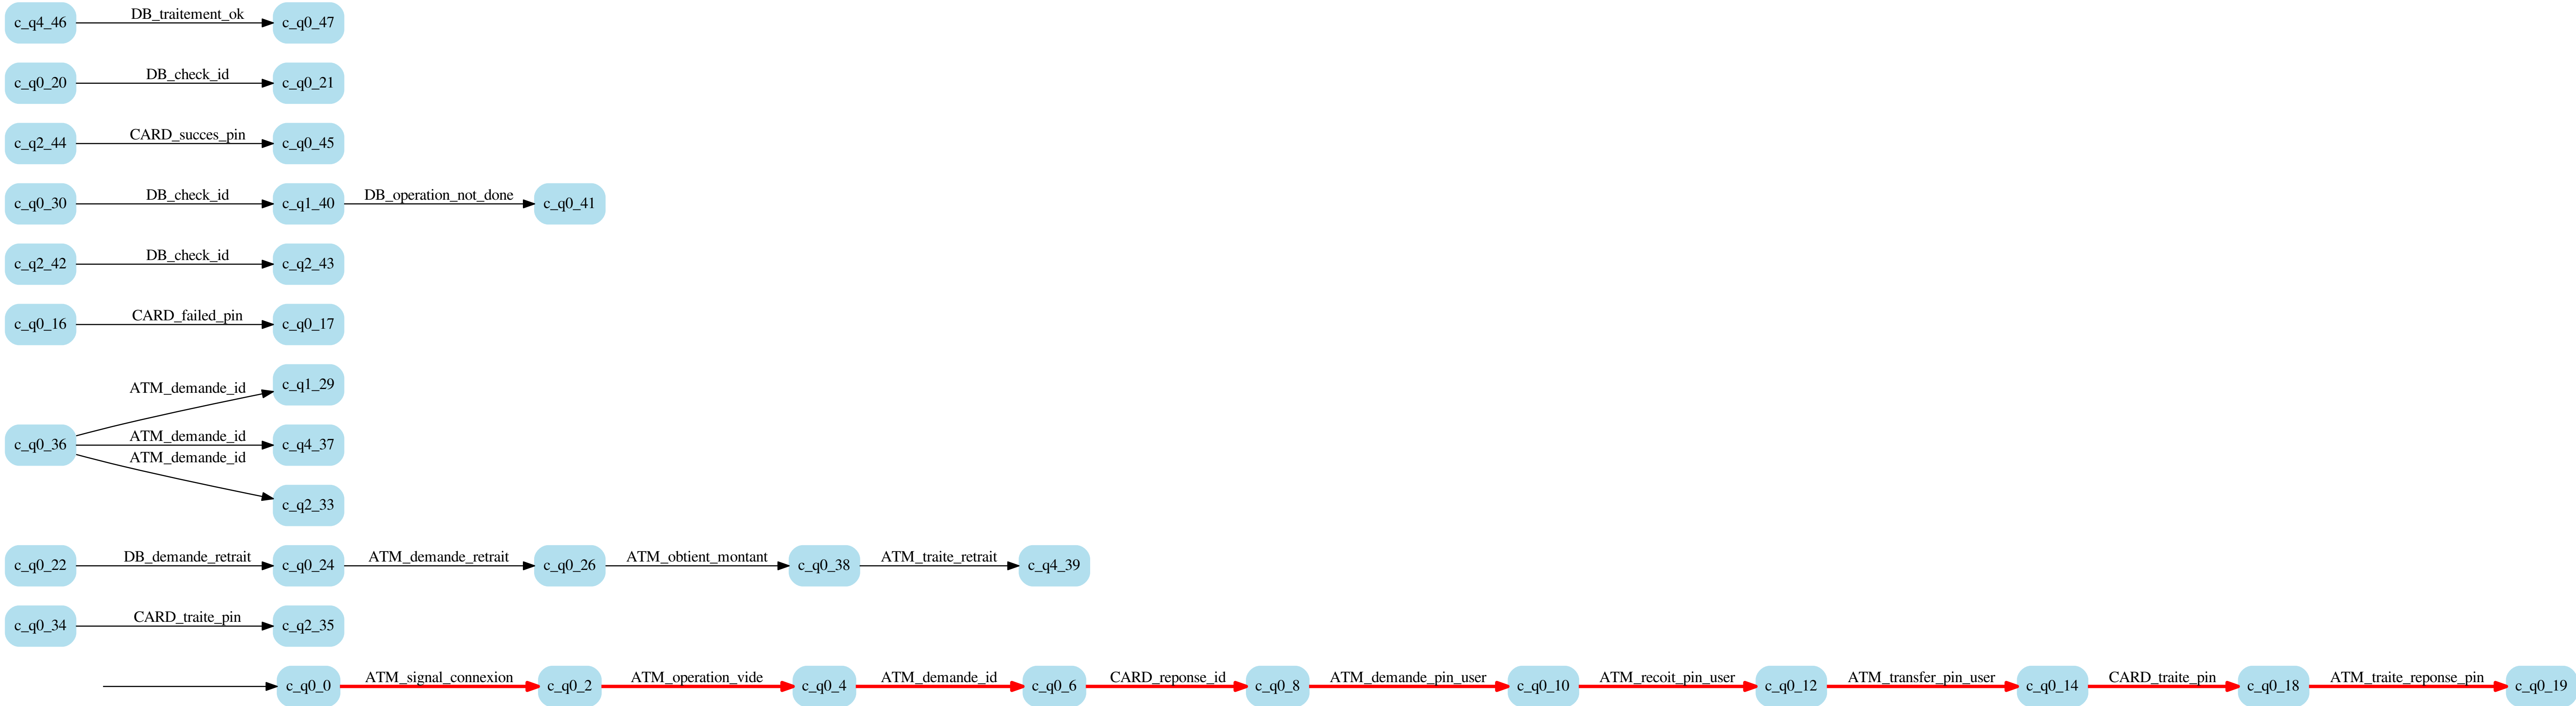 c_q4_46 DB_traitement_ok c_q0_47
c_q0_20 DB_check_id c_q0_21
c_q2_44 CARD_succes_pin c_q0_45
c_q0_30 DB_check_id c_q1_40 DB_operation_not_done c_q0_41
c_q2_42 DB_check_id c_q2_43
c_q0_16 CARD_failed_pin c_q0_17
ATM_demande_id c_q1_29
c_q0_36 ATM_demande_id c_q4_37
ATM_demande_id
c_q2_33
c_q0_22 DB_demande_retrait c_q0_24 ATM_demande_retrait c_q0_26 ATM_obtient_montant c_q0_38 ATM_traite_retrait c_q4_39
c_q0_34 CARD_traite_pin c_q2_35
c_q0_0 ATM_signal_connexion c_q0_2 ATM_operation_vide c_q0_4 ATM_demande_id c_q0_6 CARD_reponse_id c_q0_8 ATM_demande_pin_user c_q0_10 ATM_recoit_pin_user c_q0_12 ATM_transfer_pin_user c_q0_14 CARD_traite_pin c_q0_18 ATM_traite_reponse_pin c_q0_19